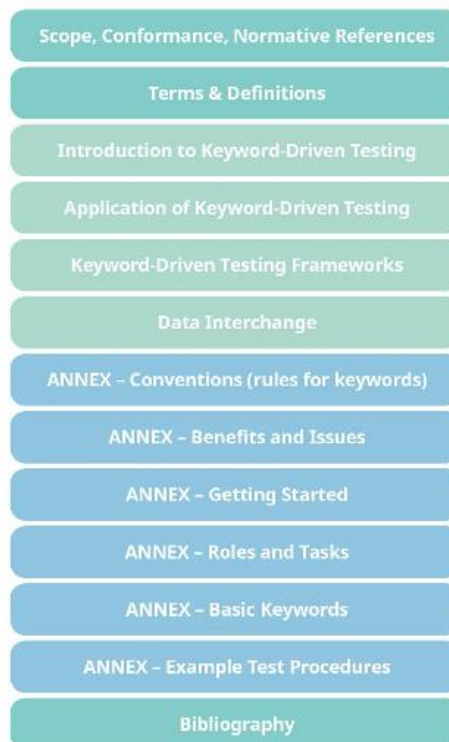 Scope, Conformance, Normative References
Terms & Definitions
Introduction to Keyword-Driven Testing
Application of Keyword-Driven Testing
Keyword-Driven Testing Frameworks
Data Interchange
ANNEX – Conventions (rules for keywords)
ANNEX – Benefits and Issues
ANNEX – Getting Started
ANNEX – Roles and Tasks
ANNEX – Basic Keywords
ANNEX – Example Test Procedures
Bibliography